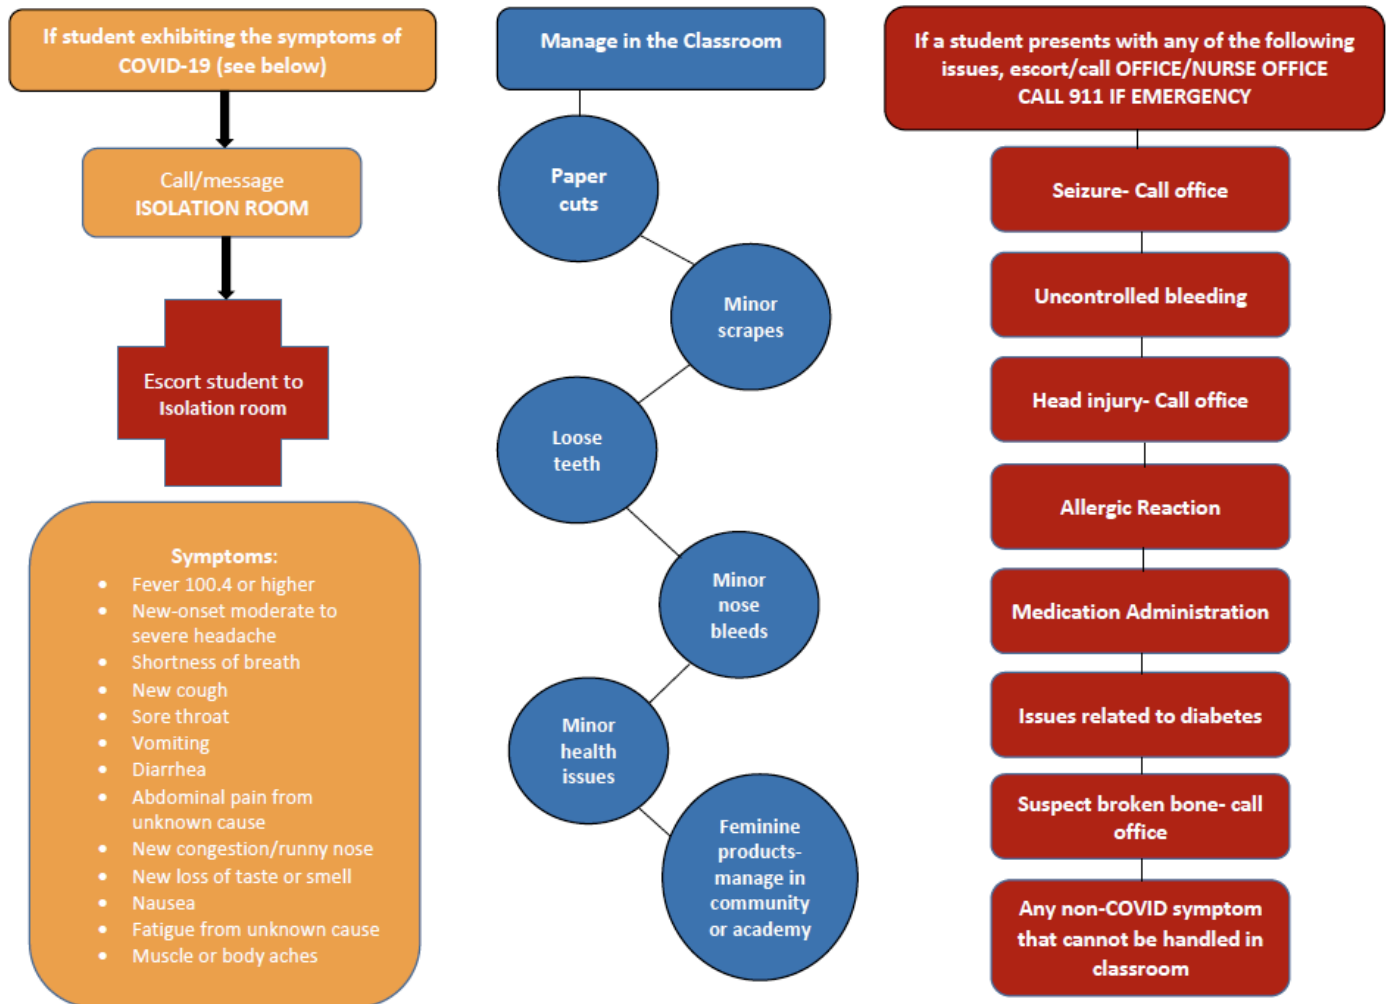 If student exhibiting the symptoms of
COVID-19 (see below)
Call/message
ISOLATION ROOM
Escort student to
Isolation room
Symptoms:
• Fever 100.4 or higher
• New-onset moderate to
severe headache
• Shortness of breath
• New cough
• Sore throat
• Vomiting
• Diarrhea
• Abdominal pain from
unknown cause
• New congestion/runny nose
• New loss of taste or smell
• Nausea
• Fatigue from unknown cause
• Muscle or body aches
Manage in the Classroom
Paper
cuts
Minor
scrapes
Loose
teeth
Minor
nose
bleeds
Minor
health
issues
Feminine
products-
manage in
community
or academy
If a student presents with any of the following
issues, escort/call OFFICE/NURSE OFFICE
CALL 911 IF EMERGENCY
Seizure- Call office
Uncontrolled bleeding
Head injury- Call office
Allergic Reaction
Medication Administration
Issues related to diabetes
Suspect broken bone- call
office
Any non-COVID symptom
that cannot be handled in
classroom